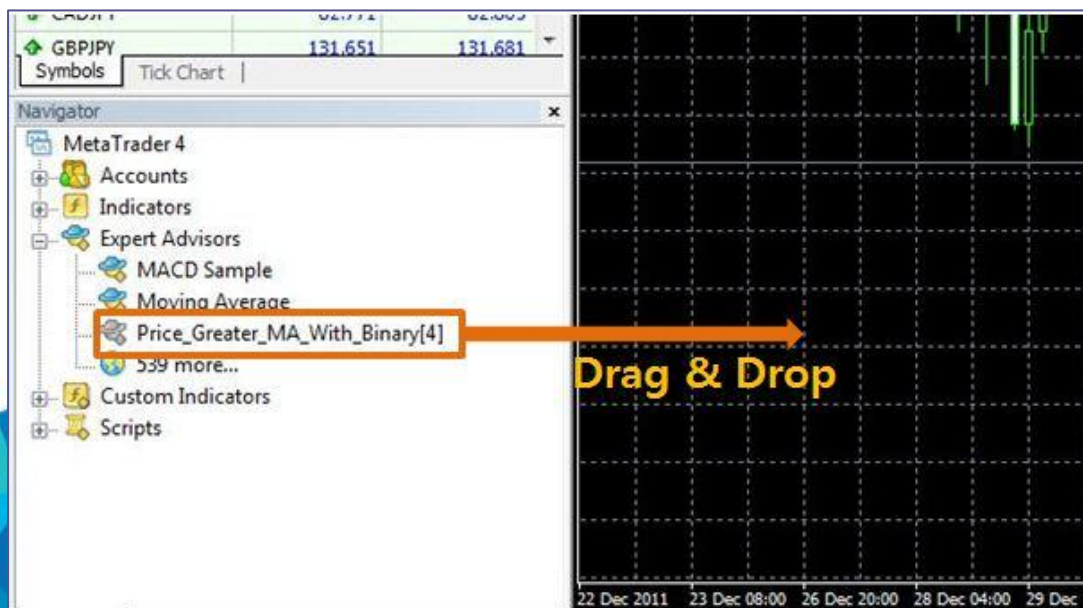 GBPJPY 131.651 131.681
Symbols Tick Chart
Navigator
MetaTrader 4
Accounts
Indicators
Expert Advisors
MACD Sample
Moving Average
Price_Greater_MA_With_Binary[4]
539 more...
Custom Indicators
Scripts
Drag & Drop
22 Dec 2011 23 Dec 08:00 26 Dec 20:00 28 Dec 04:00 29 Dec